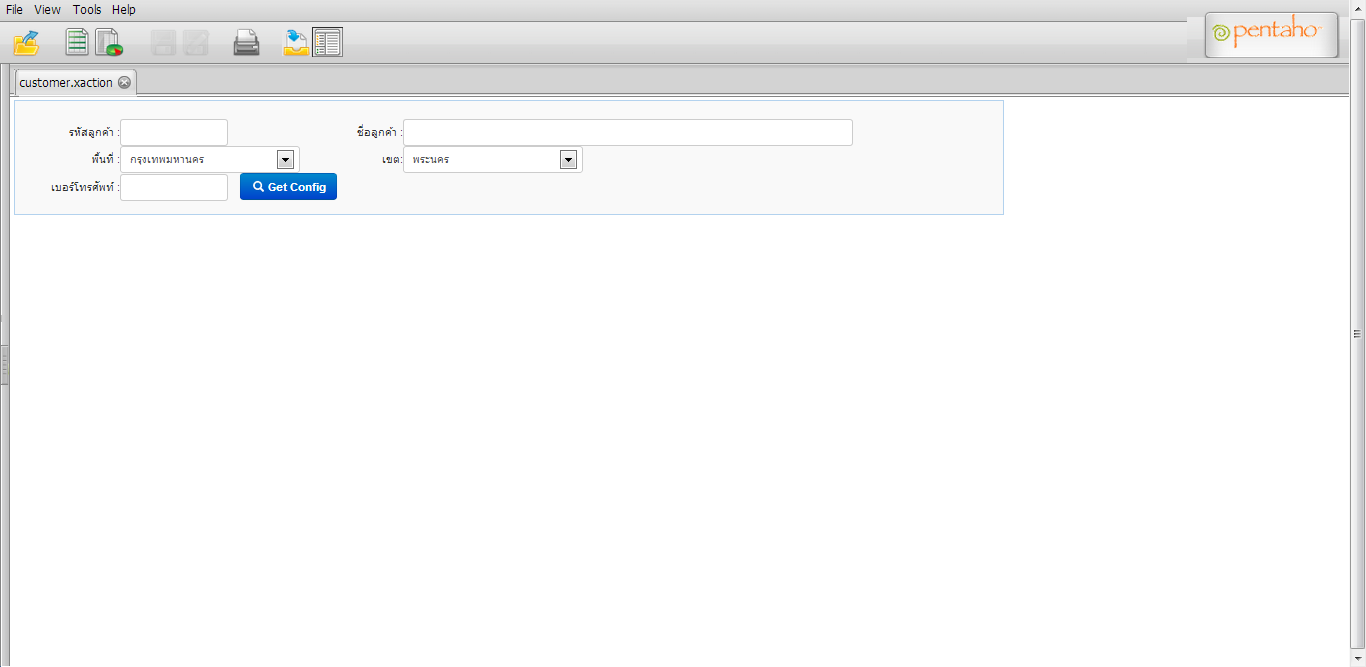 File View Tools Help
pentaho
customer.xaction
รหัสลูกค้า : ชื่อลูกค้า :
พื้นที่ : กรุงเทพมหานคร เขต: พระนคร
เบอร์โทรศัพท์ : Get Config